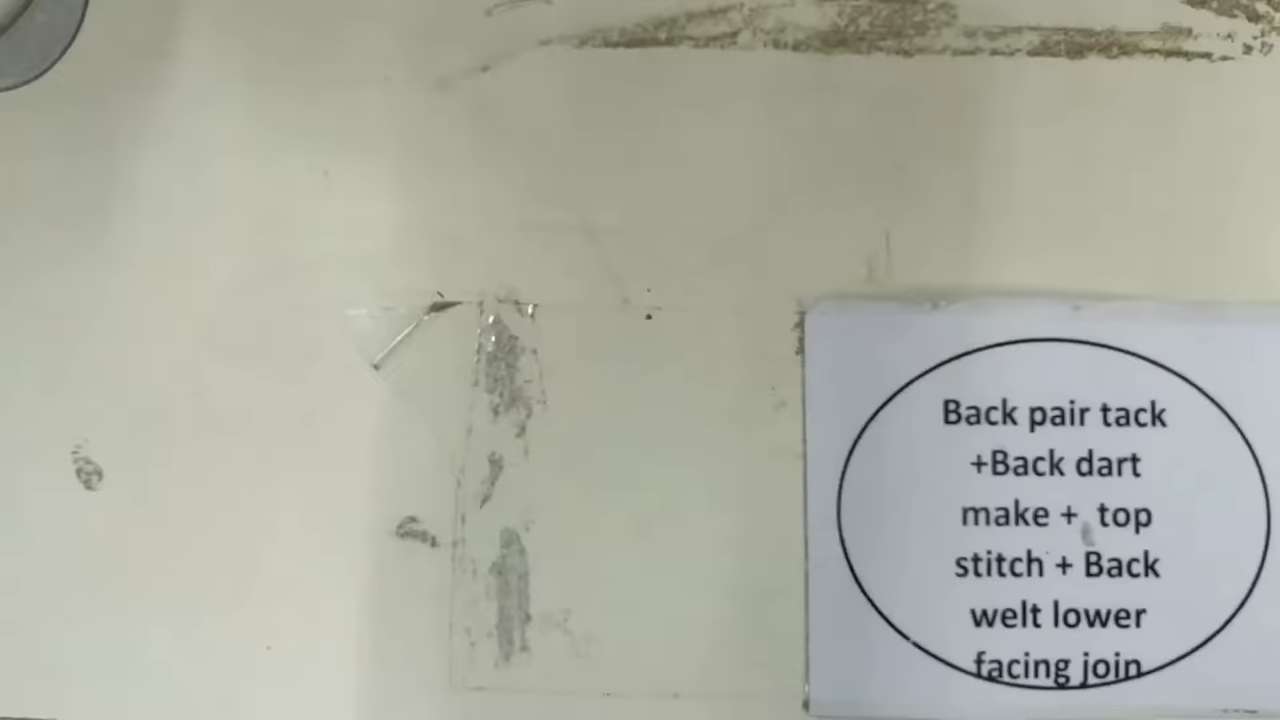 Back pair tack
+Back dart
make + top
stitch + Back
welt lower
facing join